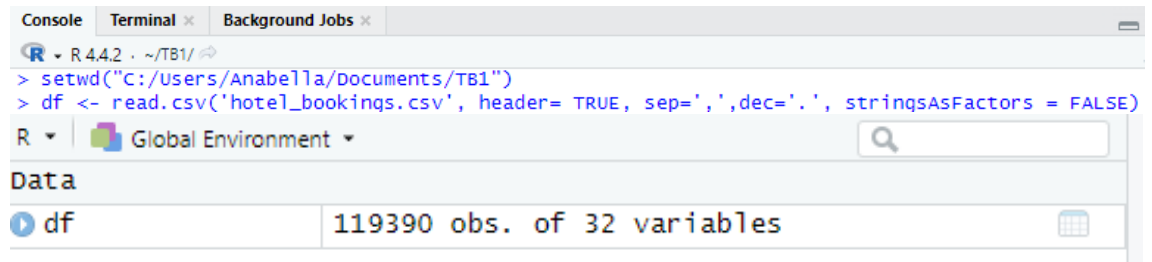 Console Terminal × Background Jobs ×
R R 4.4.2 · ~/TB1/
> setwd("C:/Users/Anabella/Documents/TB1")
> df <- read.csv('hotel_bookings.csv', header= TRUE, sep=',',dec='.', stringsAsFactors = FALSE)
R Global Environment
Data
df 119390 obs. of 32 variables